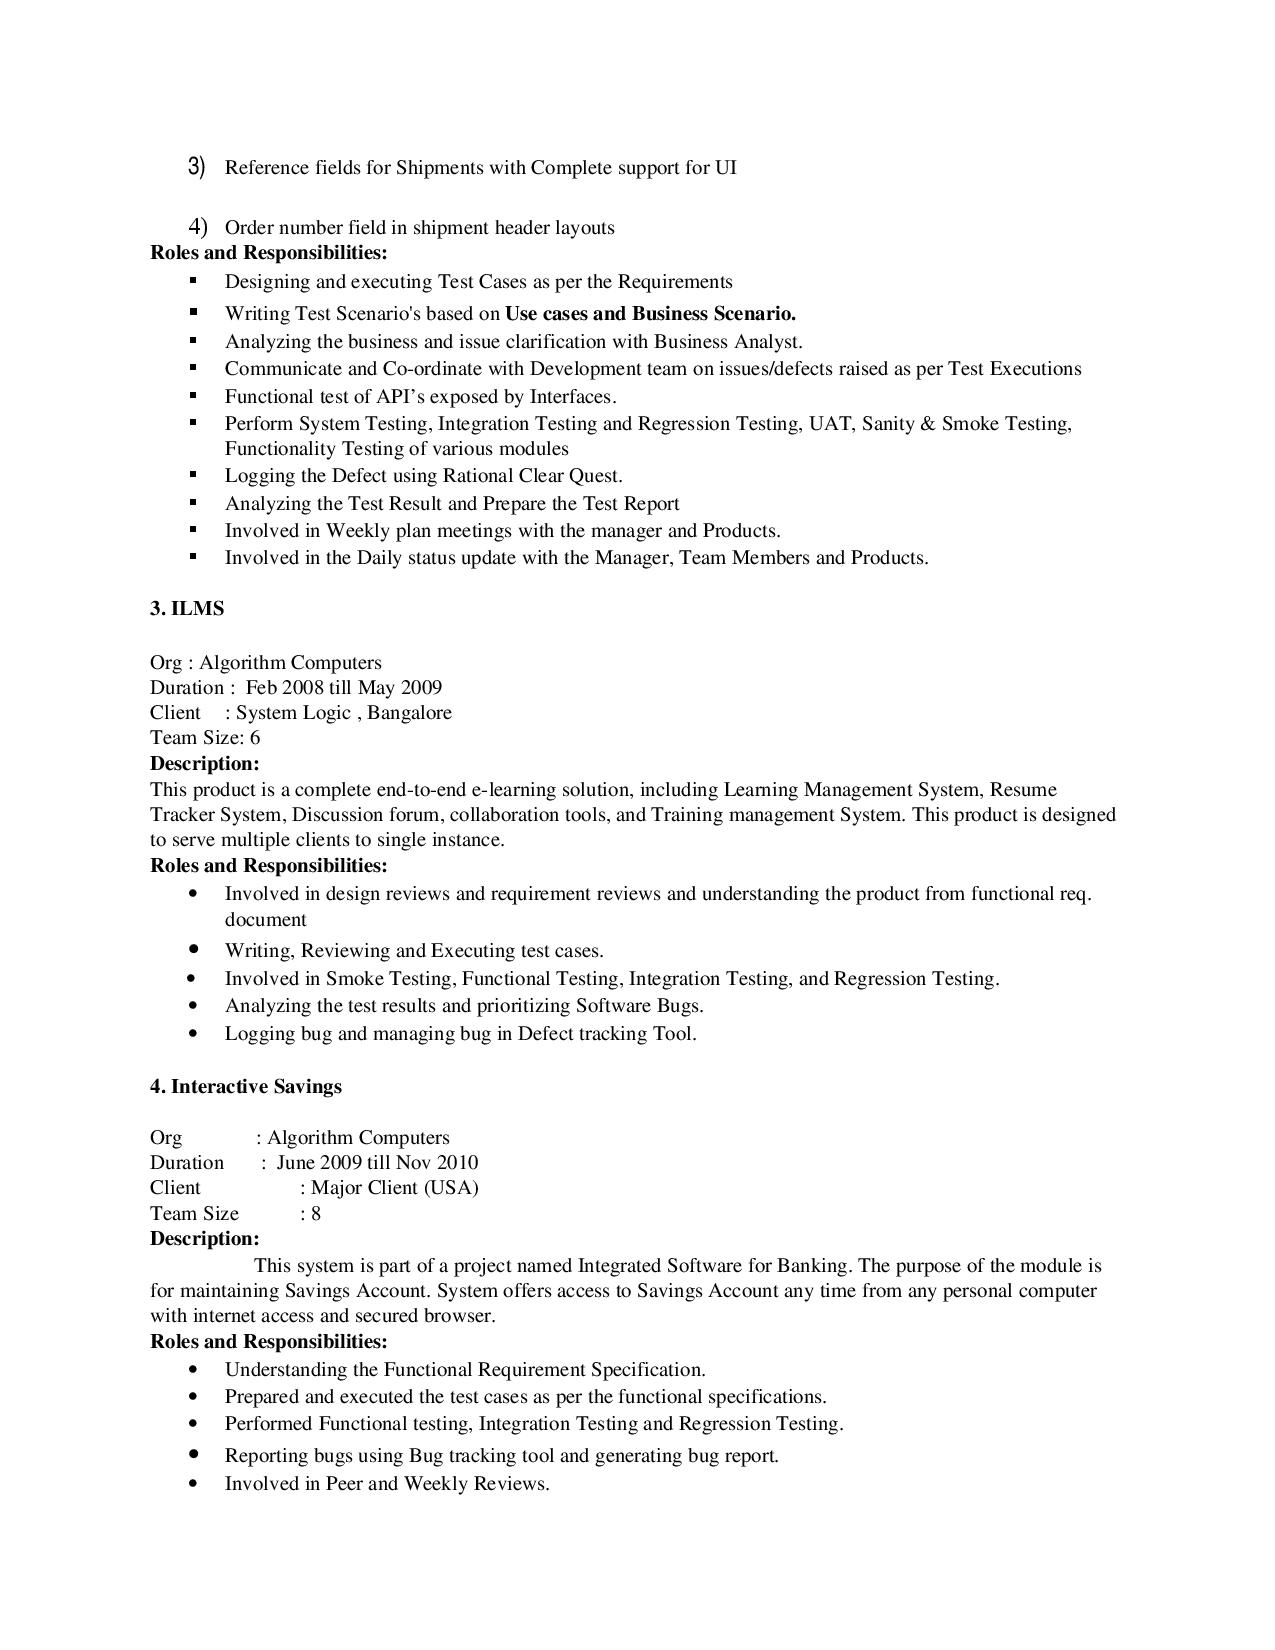 3) Reference fields for Shipments with Complete support for UI
4) Order number field in shipment header layouts
Roles and Responsibilities:
▪ Designing and executing Test Cases as per the Requirements
▪ Writing Test Scenario's based on Use cases and Business Scenario.
▪ Analyzing the business and issue clarification with Business Analyst.
▪ Communicate and Co-ordinate with Development team on issues/defects raised as per Test Executions
▪ Functional test of API’s exposed by Interfaces.
▪ Perform System Testing, Integration Testing and Regression Testing, UAT, Sanity & Smoke Testing,
Functionality Testing of various modules
▪ Logging the Defect using Rational Clear Quest.
▪ Analyzing the Test Result and Prepare the Test Report
▪ Involved in Weekly plan meetings with the manager and Products.
▪ Involved in the Daily status update with the Manager, Team Members and Products.
3. ILMS
Org : Algorithm Computers
Duration : Feb 2008 till May 2009
Client : System Logic , Bangalore
Team Size: 6
Description:
This product is a complete end-to-end e-learning solution, including Learning Management System, Resume
Tracker System, Discussion forum, collaboration tools, and Training management System. This product is designed
to serve multiple clients to single instance.
Roles and Responsibilities:
• Involved in design reviews and requirement reviews and understanding the product from functional req.
document
• Writing, Reviewing and Executing test cases.
• Involved in Smoke Testing, Functional Testing, Integration Testing, and Regression Testing.
• Analyzing the test results and prioritizing Software Bugs.
• Logging bug and managing bug in Defect tracking Tool.
4. Interactive Savings
Org : Algorithm Computers
Duration : June 2009 till Nov 2010
Client : Major Client (USA)
Team Size : 8
Description:
This system is part of a project named Integrated Software for Banking. The purpose of the module is
for maintaining Savings Account. System offers access to Savings Account any time from any personal computer
with internet access and secured browser.
Roles and Responsibilities:
• Understanding the Functional Requirement Specification.
• Prepared and executed the test cases as per the functional specifications.
• Performed Functional testing, Integration Testing and Regression Testing.
• Reporting bugs using Bug tracking tool and generating bug report.
• Involved in Peer and Weekly Reviews.